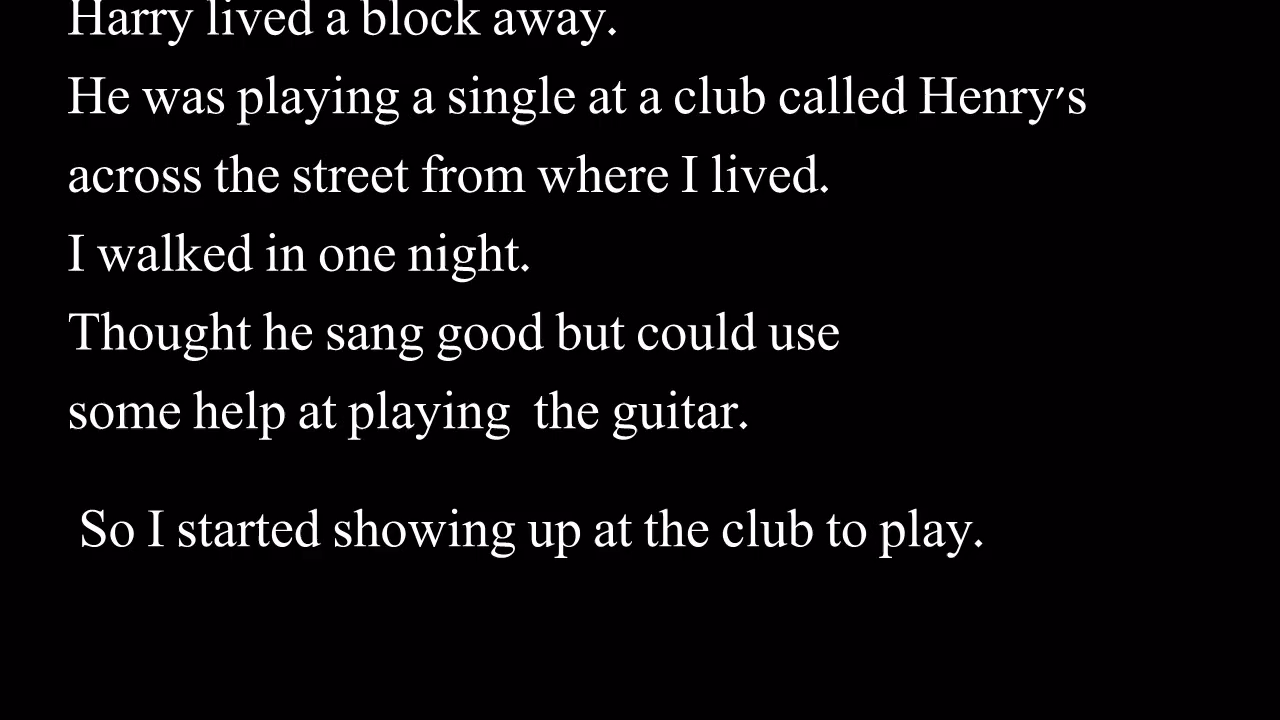 Harry lived a block away.
He was playing a single at a club called Henry's
across the street from where I lived.
I walked in one night.
Thought he sang good but could use
some help at playing  the guitar.
So I started showing up at the club to play.